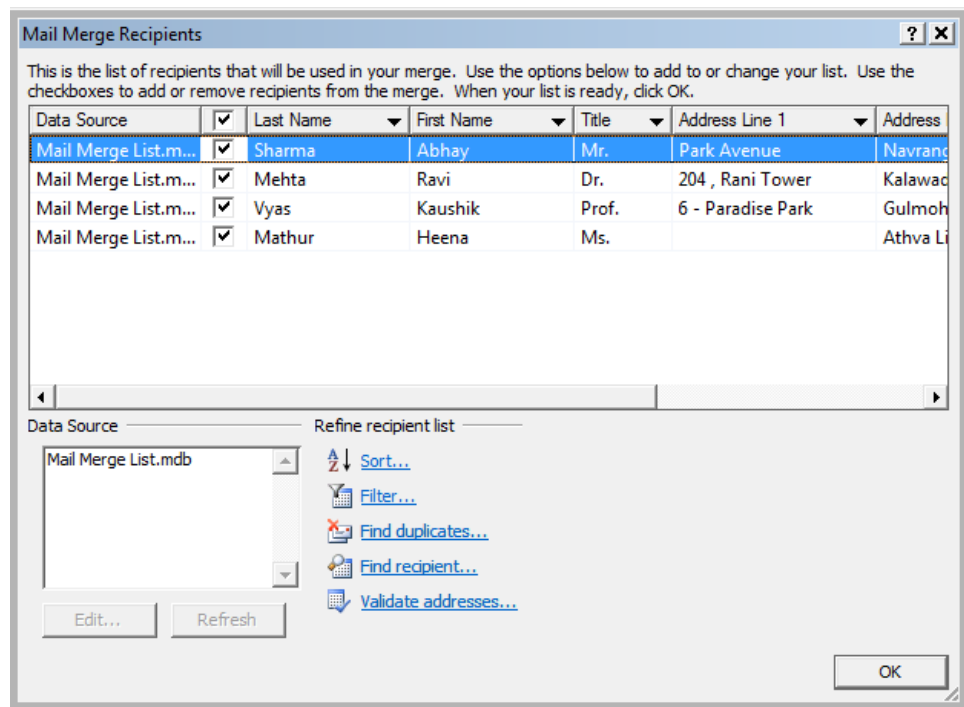 Mail Merge Recipients
This is the list of recipients that will be used in your merge. Use the options below to add to or change your list. Use the
checkboxes to add or remove recipients from the merge. When your list is ready, click OK.
Data Source Last Name First Name Title Address Line 1 Address
Mail Merge List.m... Sharma Abhay Mr. Park Avenue Navrang
Mail Merge List.m... Mehta Ravi Dr. 204 , Rani Tower Kalawad
Mail Merge List.m... Vyas Kaushik Prof. 6 - Paradise Park Gulmoh
Mail Merge List.m... Mathur Heena Ms. Athva Li
Data Source Refine recipient list
Mail Merge List.mdb
Sort...
Filter...
Find duplicates...
Find recipient...
Validate addresses...
Edit... Refresh
OK